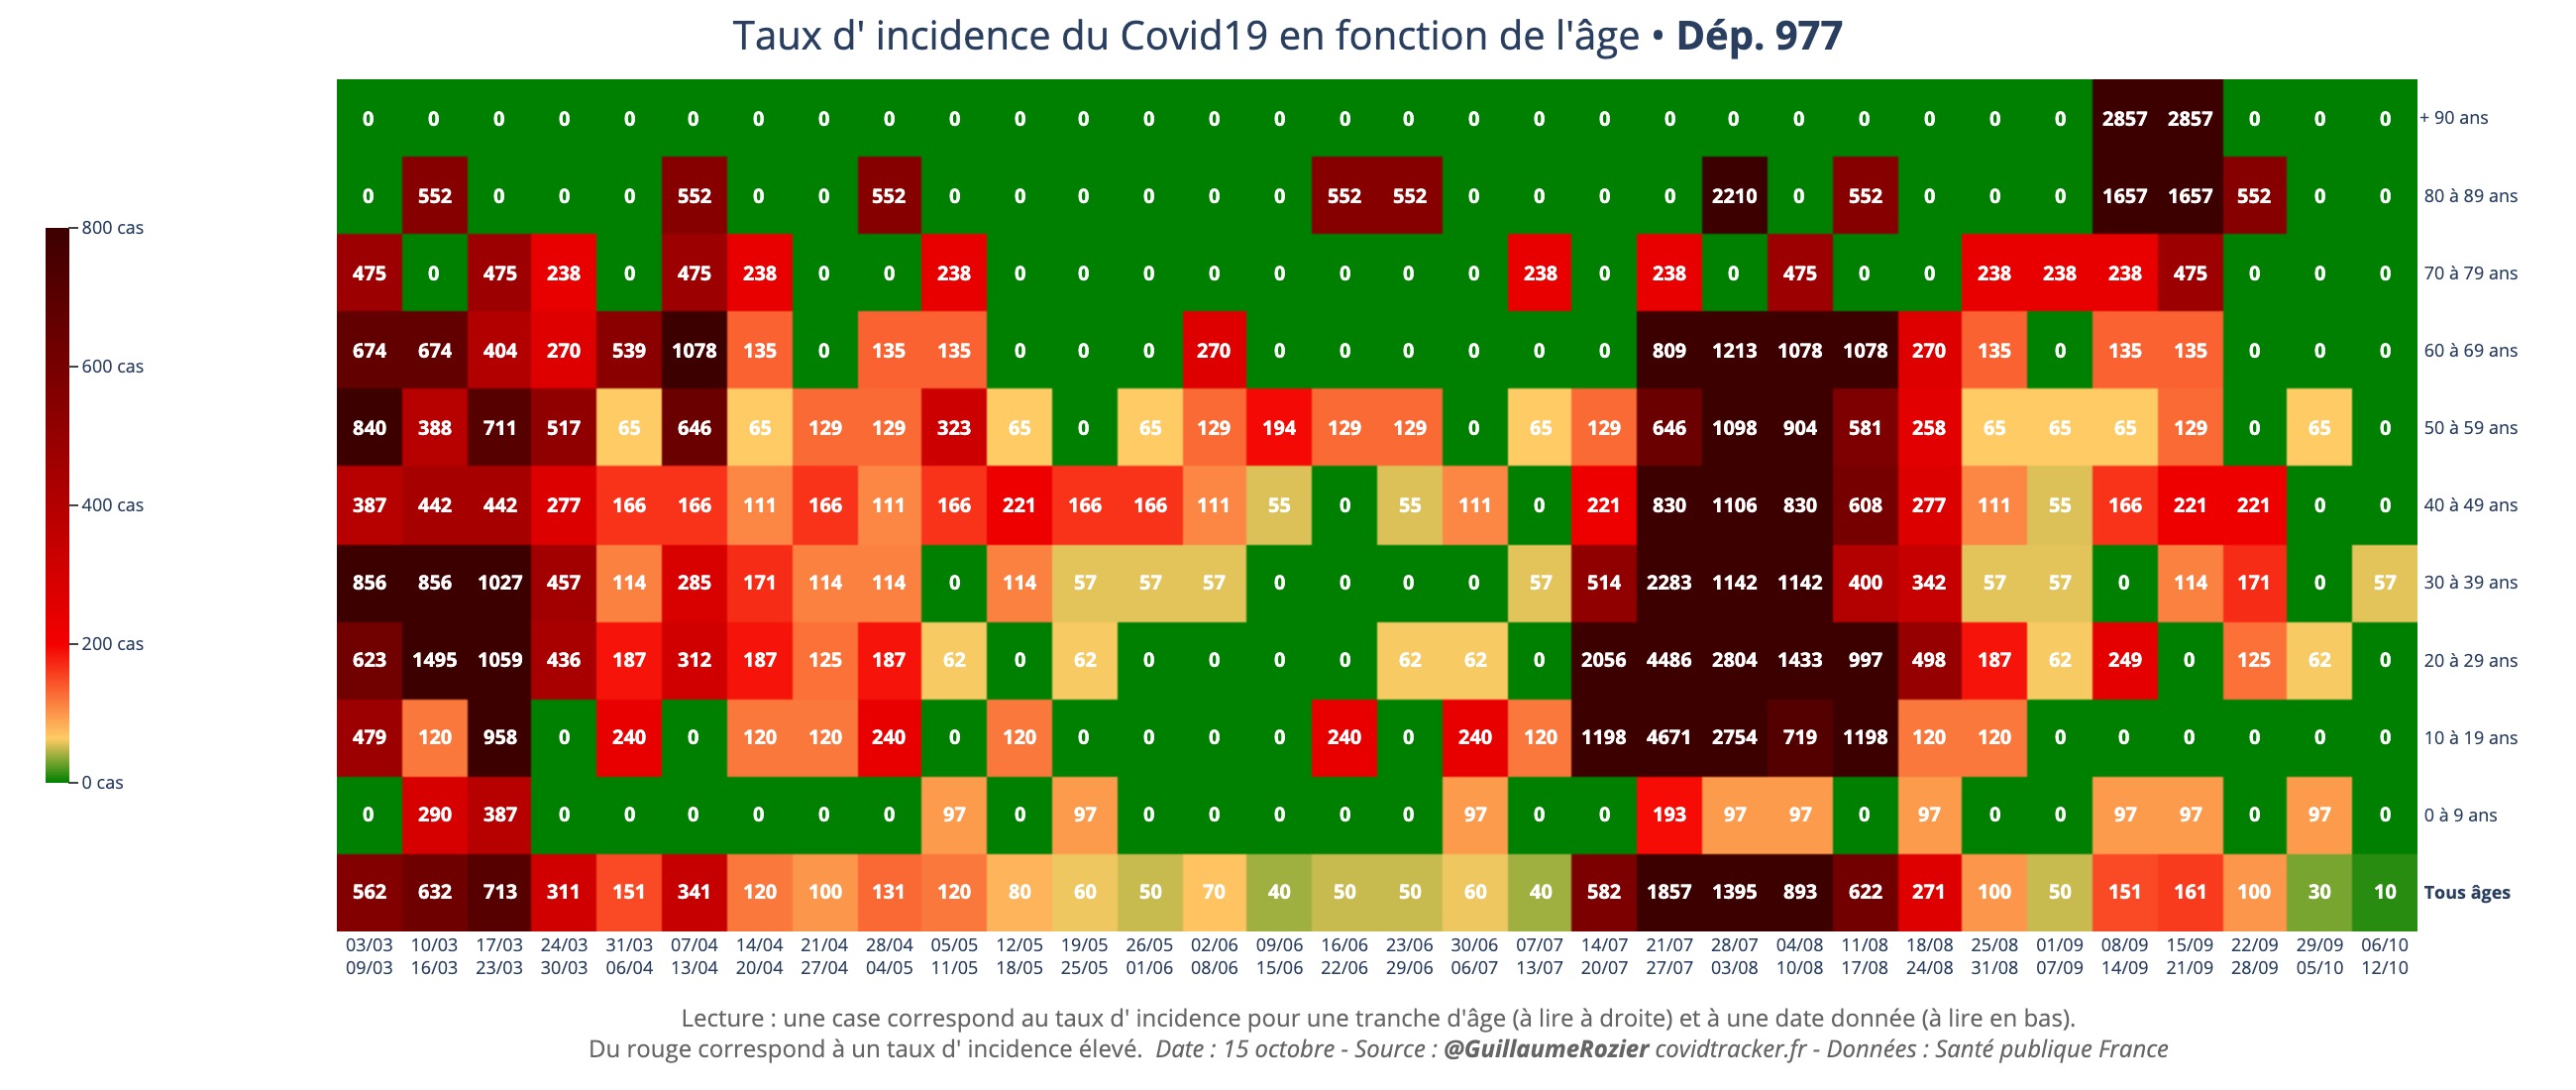 Taux d' incidence du Covid19 en fonction de l'âge • Dép. 977
0 0 0 0 0 0 0 0 0 0 0 0 0 0 0 0 0 0 0 0 0 0 0 0 0 0 0 2857 2857 0 0 0 + 90 ans
0 552 0 0 0 552 0 0 552 0 0 0 0 0 0 552 552 0 0 0 0 2210 0 552 0 0 0 1657 1657 552 0 0 80 à 89 ans
800 cas
475 0 475 238 0 475 238 0 0 238 0 0 0 0 0 0 0 0 238 0 238 0 475 0 0 238 238 238 475 0 0 0 70 à 79 ans
674 674 404 270 539 1078 135 0 135 135 0 0 0 270 0 0 0 0 0 0 809 1213 1078 1078 270 135 0 135 135 0 0 0 60 à 69 ans
600 cas
840 388 711 517 65 646 65 129 129 323 65 0 65 129 194 129 129 0 65 129 646 1098 904 581 258 65 65 65 129 0 65 0 50 à 59 ans
400 cas
387 442 442 277 166 166 111 166 111 166 221 166 166 111 55 0 55 111 0 221 830 1106 830 608 277 111 55 166 221 221 0 0 40 à 49 ans
856 856 1027 457 114 285 171 114 114 0 114 57 57 57 0 0 0 0 57 514 2283 1142 1142 400 342 57 57 0 114 171 0 57 30 à 39 ans
200 cas
623 1495 1059 436 187 312 187 125 187 62 0 62 0 0 0 0 62 62 0 2056 4486 2804 1433 997 498 187 62 249 0 125 62 0 20 à 29 ans
479 120 958 0 240 0 120 120 240 0 120 0 0 0 0 240 0 240 120 1198 4671 2754 719 1198 120 120 0 0 0 0 0 0 10 à 19 ans
0 cas
0 290 387 0 0 0 0 0 0 97 0 97 0 0 0 0 0 97 0 0 193 97 97 0 97 0 0 97 97 0 97 0 0 à 9 ans
562 632 713 311 151 341 120 100 131 120 80 60 50 70 40 50 50 60 40 582 1857 1395 893 622 271 100 50 151 161 100 30 10 Tous âges
03/03 10/03 17/03 24/03 31/03 07/04 14/04 21/04 28/04 05/05 12/05 19/05 26/05 02/06 09/06 16/06 23/06 30/06 07/07 14/07 21/07 28/07 04/08 11/08 18/08 25/08 01/09 08/09 15/09 22/09 29/09 06/10
09/03 16/03 23/03 30/03 06/04 13/04 20/04 27/04 04/05 11/05 18/05 25/05 01/06 08/06 15/06 22/06 29/06 06/07 13/07 20/07 27/07 03/08 10/08 17/08 24/08 31/08 07/09 14/09 21/09 28/09 05/10 12/10
Lecture : une case correspond au taux d' incidence pour une tranche d'âge (à lire à droite) et à une date donnée (à lire en bas).
Du rouge correspond à un taux d' incidence élevé. Date : 15 octobre - Source : @GuillaumeRozier covidtracker.fr - Données : Santé publique France